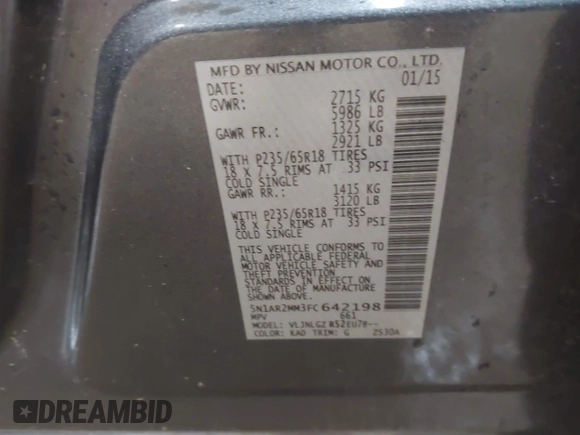 MFD BY NISSAN MOTOR CO., LTD.
DATE: 01/15
GVWR: 2715 KG
5986 LB
GAWR FR.: 1325 KG
2921 LB
WITH P235/65R18 TIRES
18 X 7.5 RIMS AT 33 PSI
COLD SINGLE
GAWR RR.: 1415 KG
3120 LB
WITH P235/65R18 TIRES
18 X 7.5 RIMS AT 33 PSI
COLD SINGLE
THIS VEHICLE CONFORMS TO
ALL APPLICABLE FEDERAL
MOTOR VEHICLE SAFETY AND
THEFT PREVENTION
STANDARDS IN EFFECT ON
THE DATE OF MANUFACTURE
SHOWN ABOVE.
5N1AR2MM3FC642198
MPV 661
MODEL: VLJNLGZ R52EU7#--
COLOR: KAD TRIM: G 2530A
DREAMBID